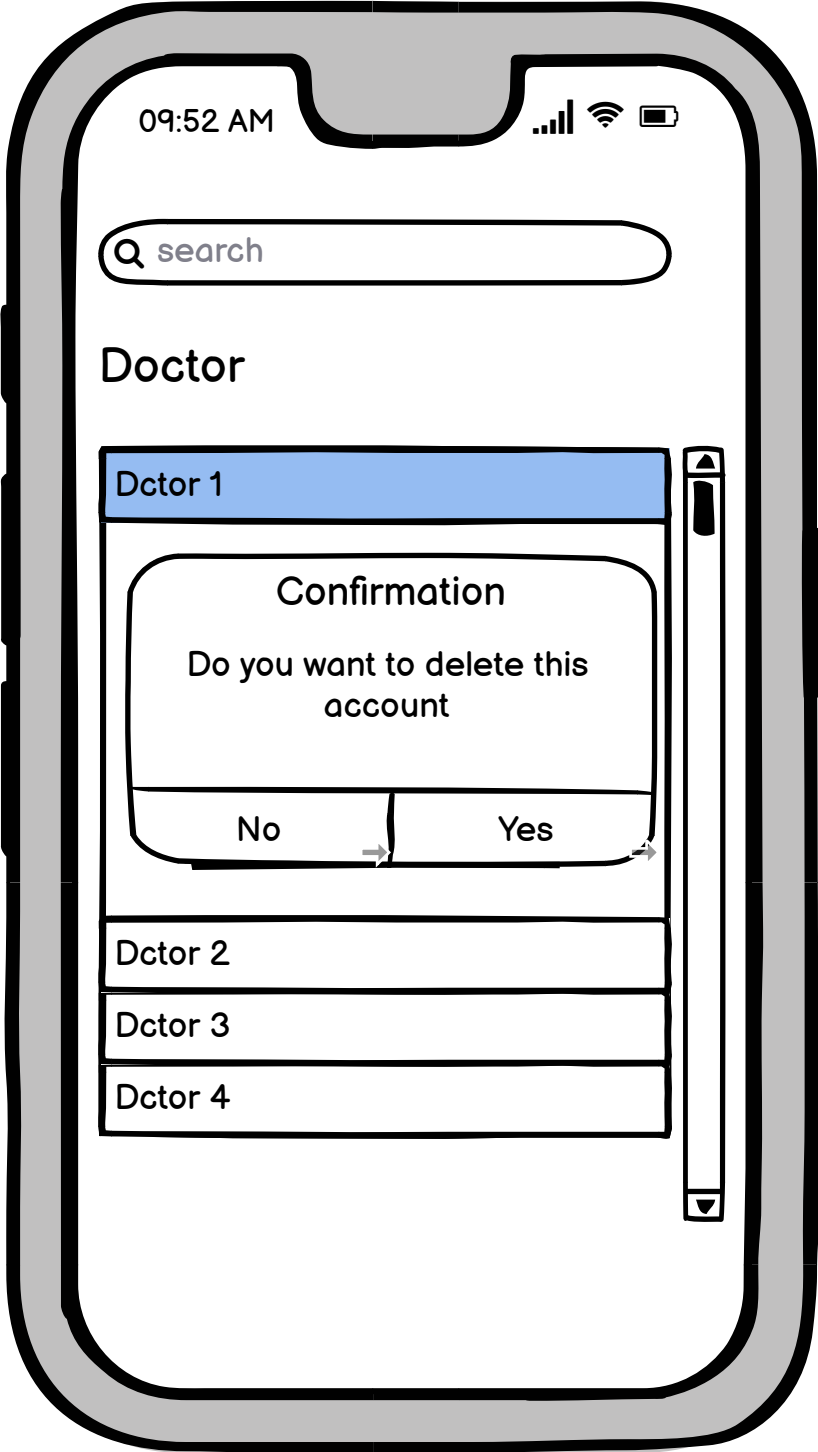 09:52 AM
search
Doctor
Dctor 1
Confirmation
Do you want to delete this
account
No
Yes
Dctor 2
Dctor 3
Dctor 4